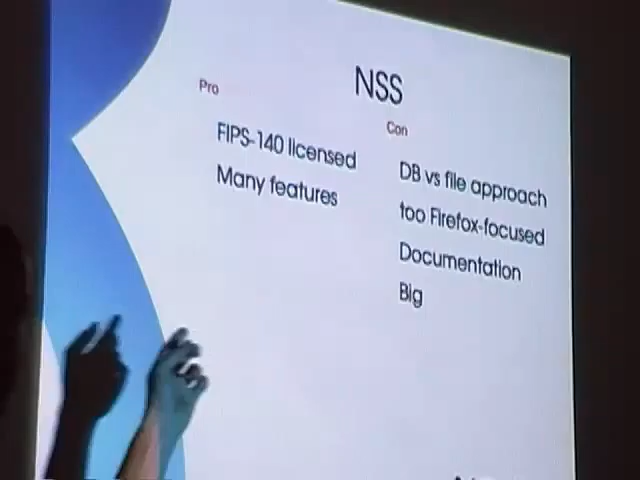 NSS
Pro
FIPS-140 licensed
Many features
Con
DB vs file approach
too Firefox-focused
Documentation
Big